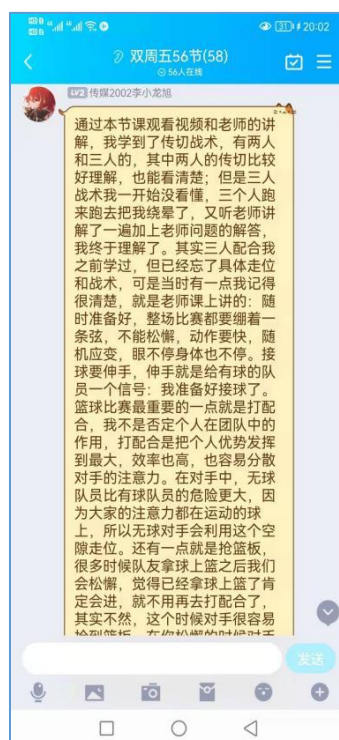 20:02
双周五56节(58)
56人在线
LV2 传媒2002李小龙旭
通过本节课观看视频和老师的讲
解，我学到了传切战术，有两人
和三人的，其中两人的传切比较
好理解，也能看清楚；但是三人
战术我一开始没看懂，三个人跑
来跑去把我绕晕了，又听老师讲
解了一遍加上老师问题的解答，
我终于理解了。其实三人配合我
之前学过，但已经忘了具体走位
和战术，可是当时有一点我记得
很清楚，就是老师课上讲的：随
时准备好，整场比赛都要绷着一
条弦，不能松懈，动作要快，随
机应变，眼不停身体也不停。接
球要伸手，伸手就是给有球的队
员一个信号：我准备好接球了。
篮球比赛最重要的一点就是打配
合，我不是否定个人在团队中的
作用，打配合是把个人优势发挥
到最大，效率也高，也容易分散
对手的注意力。在对手中，无球
队员比有球队员的危险更大，因
为大家的注意力都在运动的球
上，所以无球对手会利用这个空
隙走位。还有一点就是抢篮板，
很多时候队友拿球上篮之后我们
会松懈，觉得已经拿球上篮了肯
定会进，就不用再去打配合了，
其实不然，这个时候对手很容易
抢到篮板，在你松懈的时候对手
发送